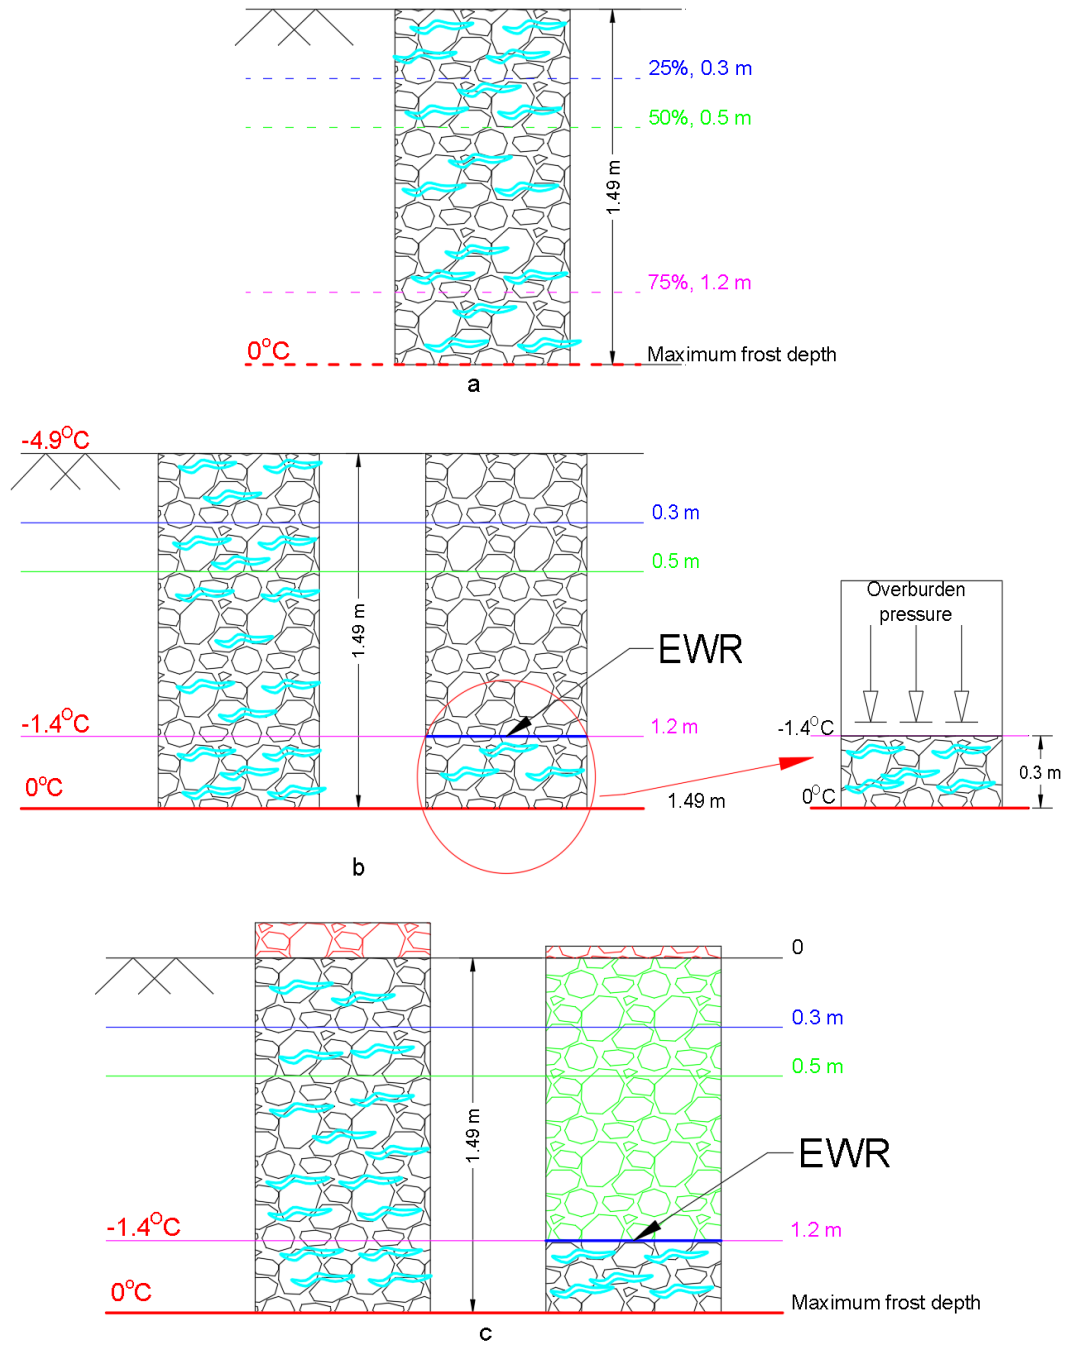 25%, 0.3 m
50%, 0.5 m
1.49 m
75%, 1.2 m
0°C
Maximum frost depth
a
-4.9°C
0.3 m
0.5 m
1.49 m
Overburden
pressure
EWR
-1.4°C
1.2 m
-1.4°C
0.3 m
0°C
1.49 m
0°C
b
0
0.3 m
0.5 m
1.49 m
EWR
-1.4°C
1.2 m
0°C
Maximum frost depth
c